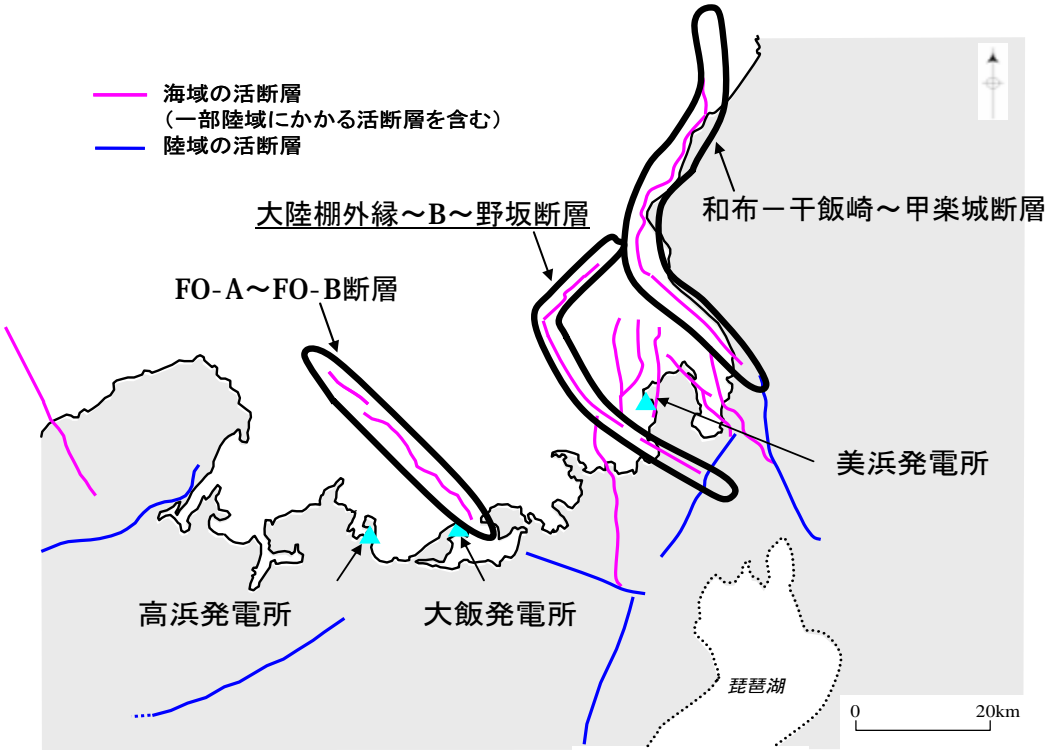 海域の活断層
（一部陸域にかかる活断層を含む）
陸域の活断層
大陸棚外縁～B～野坂断層
和布－干飯崎～甲楽城断層
FO-A～FO-B断層
美浜発電所
高浜発電所
大飯発電所
琵琶湖
0
20km